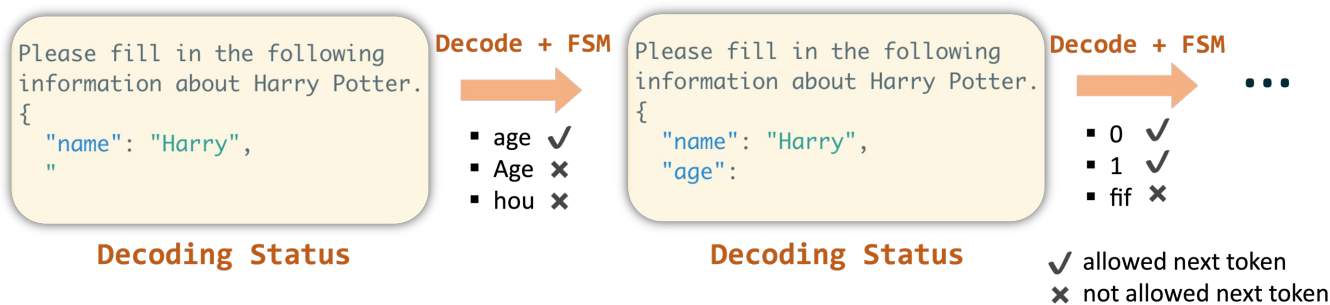 Please fill in the following
information about Harry Potter.
{
"name": "Harry",
"
Decoding Status
Decode + FSM
▪ age ✓
▪ Age ✖
▪ hou ✖
Please fill in the following
information about Harry Potter.
{
"name": "Harry",
"age":
Decoding Status
Decode + FSM
▪ 0 ✓
▪ 1 ✓
▪ fif ✖
...
✓ allowed next token
✖ not allowed next token